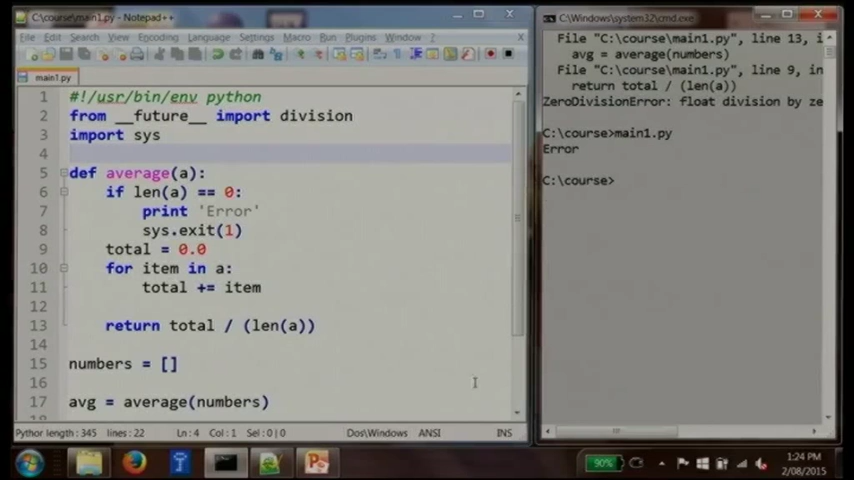 C:\course\main1.py - Notepad++
File Edit Search View Encoding Language Settings Macro Run Plugins Window ?
main1.py
1 #!/usr/bin/env python
2 from __future__ import division
3 import sys
4
5 def average(a):
6 if len(a) == 0:
7 print 'Error'
8 sys.exit(1)
9 total = 0.0
10 for item in a:
11 total += item
12
13 return total / (len(a))
14
15 numbers = []
16
17 avg = average(numbers)
Python length : 345 lines : 22 Ln : 4 Col : 1 Sel : 0 | 0 Dos\Windows ANSI INS
C:\Windows\system32\cmd.exe
File "C:\course\main1.py", line 13, i
avg = average(numbers)
File "C:\course\main1.py", line 9, in
return total / (len(a))
ZeroDivisionError: float division by ze
C:\course>main1.py
Error
C:\course>
90%
1:24 PM
2/08/2015